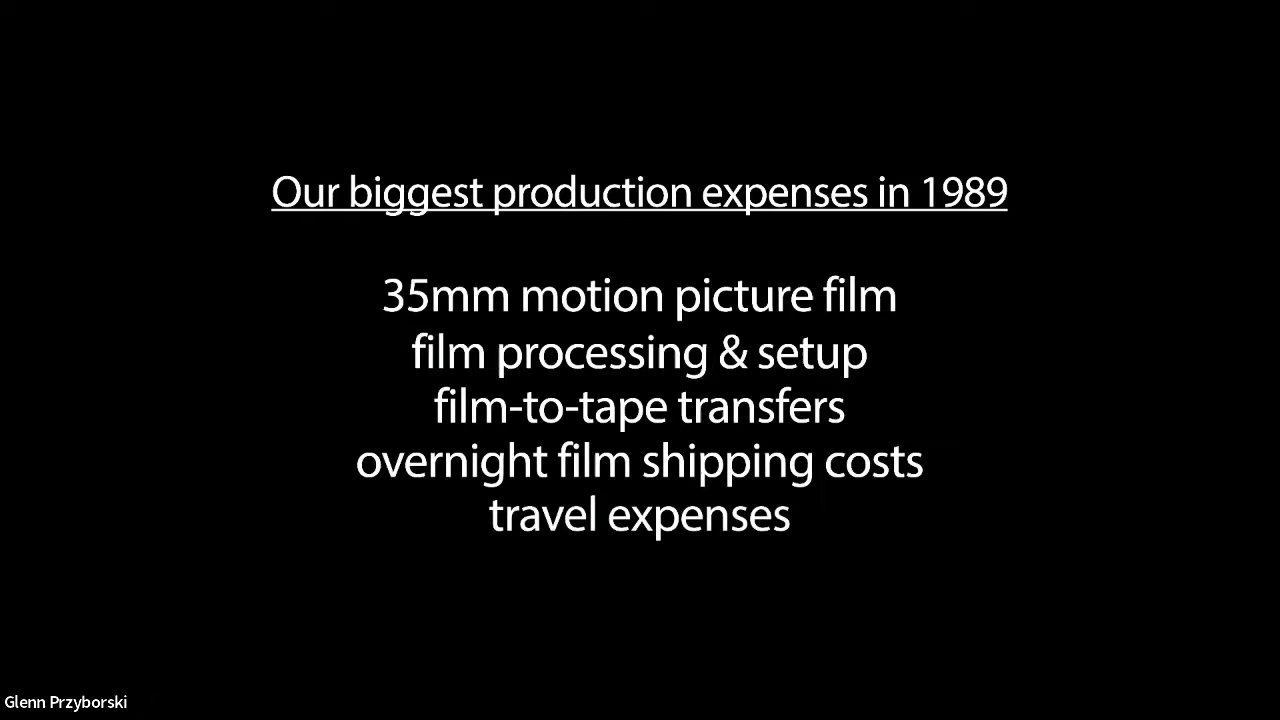 Our biggest production expenses in 1989
35mm motion picture film
film processing & setup
film-to-tape transfers
overnight film shipping costs
travel expenses
Glenn Przyborski